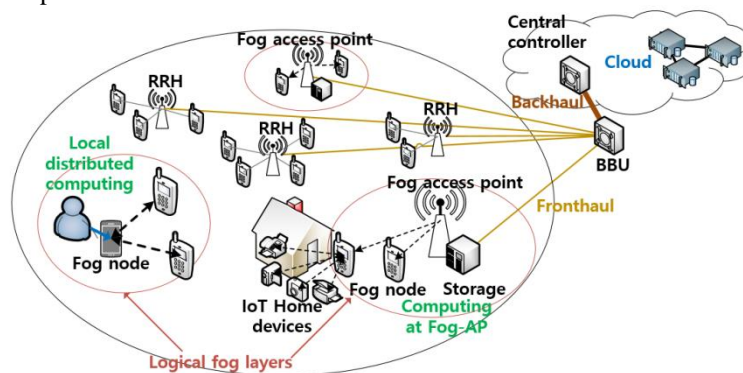 Central
controller
Cloud
Fog access point
RRH
Backhaul
RRH
RRH
BBU
Local
distributed
computing
Fog access point
Fronthaul
Fog node
Fog node
Storage
IoT Home
devices
Computing
at Fog-AP
Logical fog layers